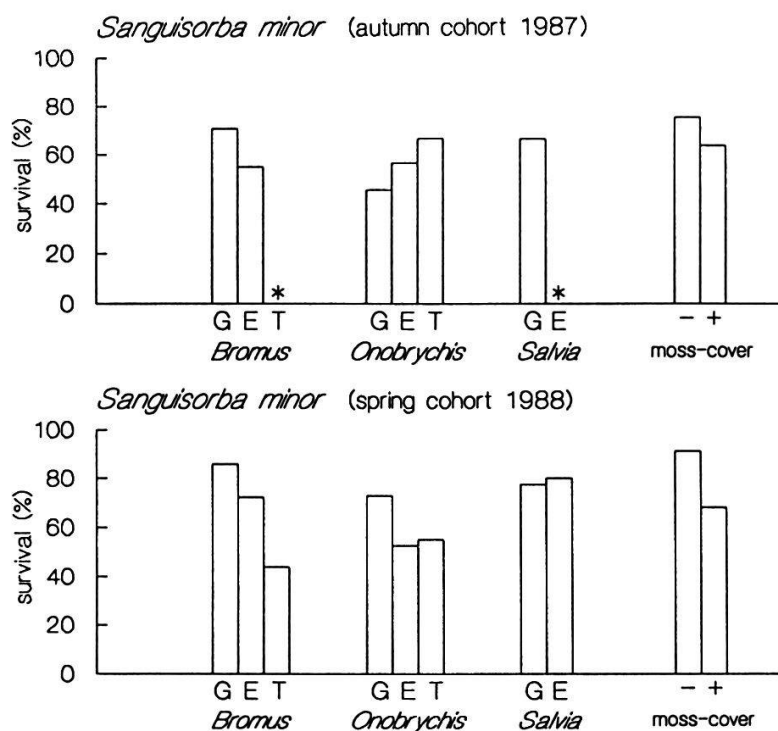 Sanguisorba minor (autumn cohort 1987)
100
80
60
40
20
0
survival (%)
*
*
G E T
G E T
G E
- +
Bromus
Onobrychis
Salvia
moss-cover
Sanguisorba minor (spring cohort 1988)
100
80
60
40
20
0
survival (%)
G E T
G E T
G E
- +
Bromus
Onobrychis
Salvia
moss-cover